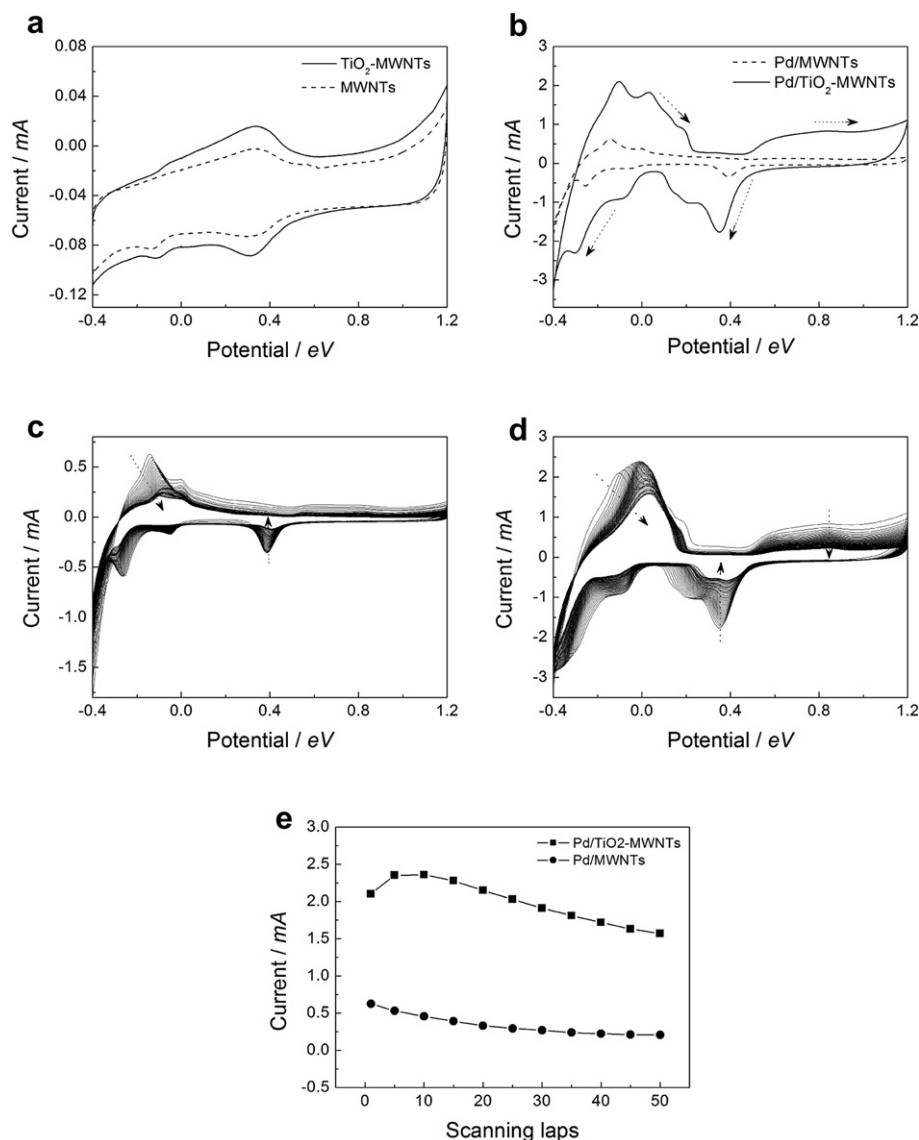 a
0.08
0.04
0.00
-0.04
-0.08
-0.12
Current / mA
TiO₂-MWNTs
MWNTs
-0.4
0.0
0.4
0.8
1.2
Potential / eV
b
3
2
1
0
-1
-2
-3
Current / mA
Pd/MWNTs
Pd/TiO₂-MWNTs
-0.4
0.0
0.4
0.8
1.2
Potential / eV
c
0.5
0.0
-0.5
-1.0
-1.5
Current / mA
-0.4
0.0
0.4
0.8
1.2
Potential / eV
d
3
2
1
0
-1
-2
-3
Current / mA
-0.4
0.0
0.4
0.8
1.2
Potential / eV
e
3.0
2.5
2.0
1.5
1.0
0.5
0.0
-0.5
Current / mA
Pd/TiO2-MWNTs
Pd/MWNTs
0
10
20
30
40
50
Scanning laps